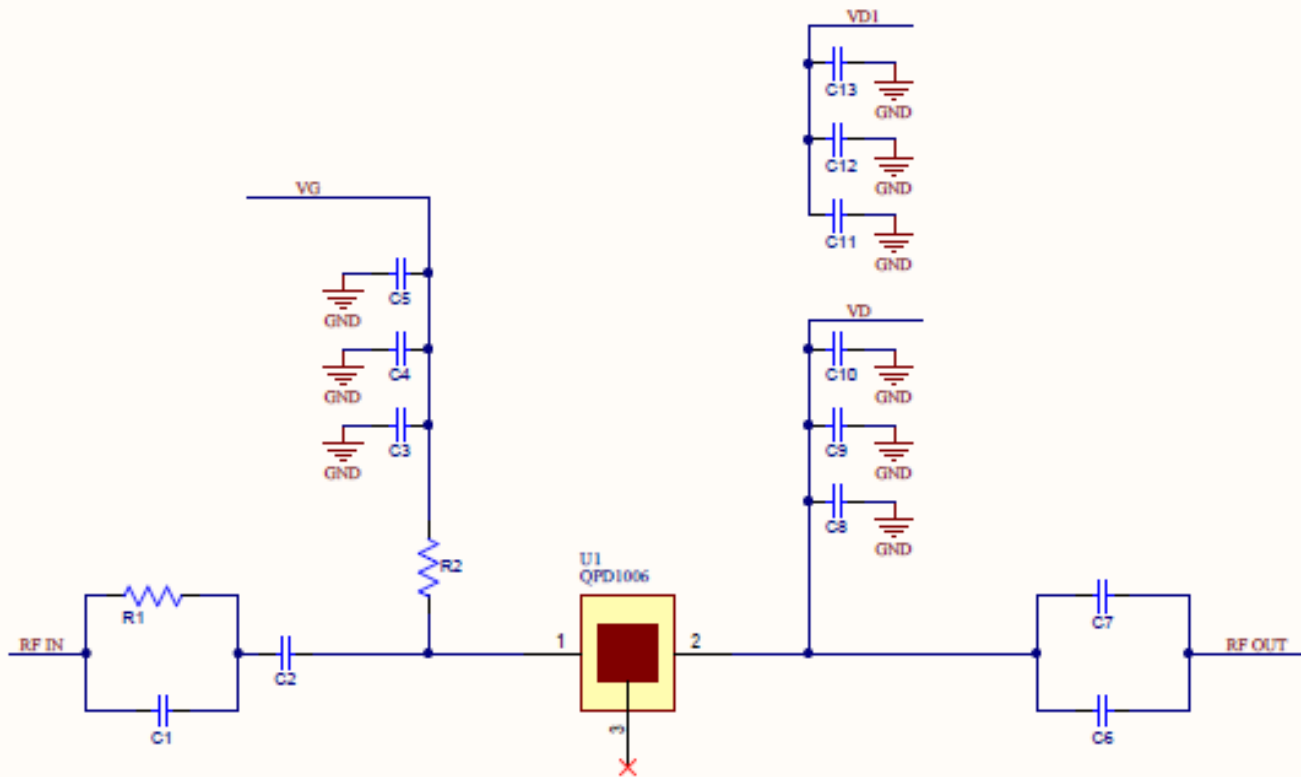 VD1
C13
GND
C12
GND
C11
GND
VG
C5
GND
C4
GND
C3
GND
VD
C10
GND
C9
GND
C8
GND
R2
U1
QPD1006
R1
C7
RF IN
1
2
RF OUT
C2
C1
3
C6